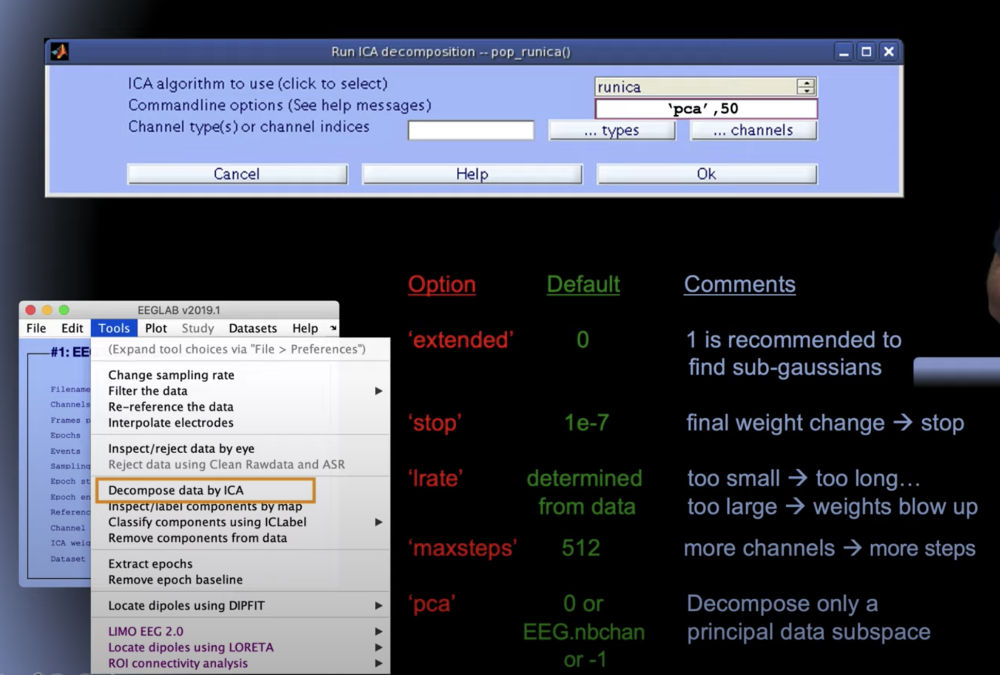 Run ICA decomposition -- pop_runica()
ICA algorithm to use (click to select)
runica
Commandline options (See help messages)
‘pca’,50
Channel type(s) or channel indices
... types
... channels
Cancel
Help
Ok
EEGLAB v2019.1
File Edit Tools Plot Study Datasets Help
#1: EE
Filename
Channels
Frames p
Epochs
Events
Sampling
Epoch st
Epoch en
Referenc
Channel
ICA weig
Dataset
(Expand tool choices via "File > Preferences")
Change sampling rate
Filter the data
Re-reference the data
Interpolate electrodes
Inspect/reject data by eye
Reject data using Clean Rawdata and ASR
Decompose data by ICA
Inspect/label components by map
Classify components using ICLabel
Remove components from data
Extract epochs
Remove epoch baseline
Locate dipoles using DIPFIT
LIMO EEG 2.0
Locate dipoles using LORETA
ROI connectivity analysis
Option Default Comments
‘extended’ 0 1 is recommended to
find sub-gaussians
‘stop’ 1e-7 final weight change → stop
‘lrate’ determined too small → too long…
from data too large → weights blow up
‘maxsteps’ 512 more channels → more steps
‘pca’ 0 or Decompose only a
EEG.nbchan principal data subspace
or -1